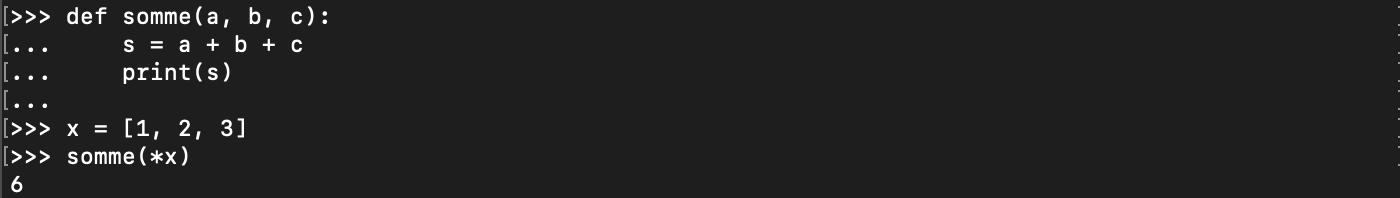 [>>> def somme(a, b, c):
[...     s = a + b + c
[...     print(s)
[...
[>>> x = [1, 2, 3]
[>>> somme(*x)
6